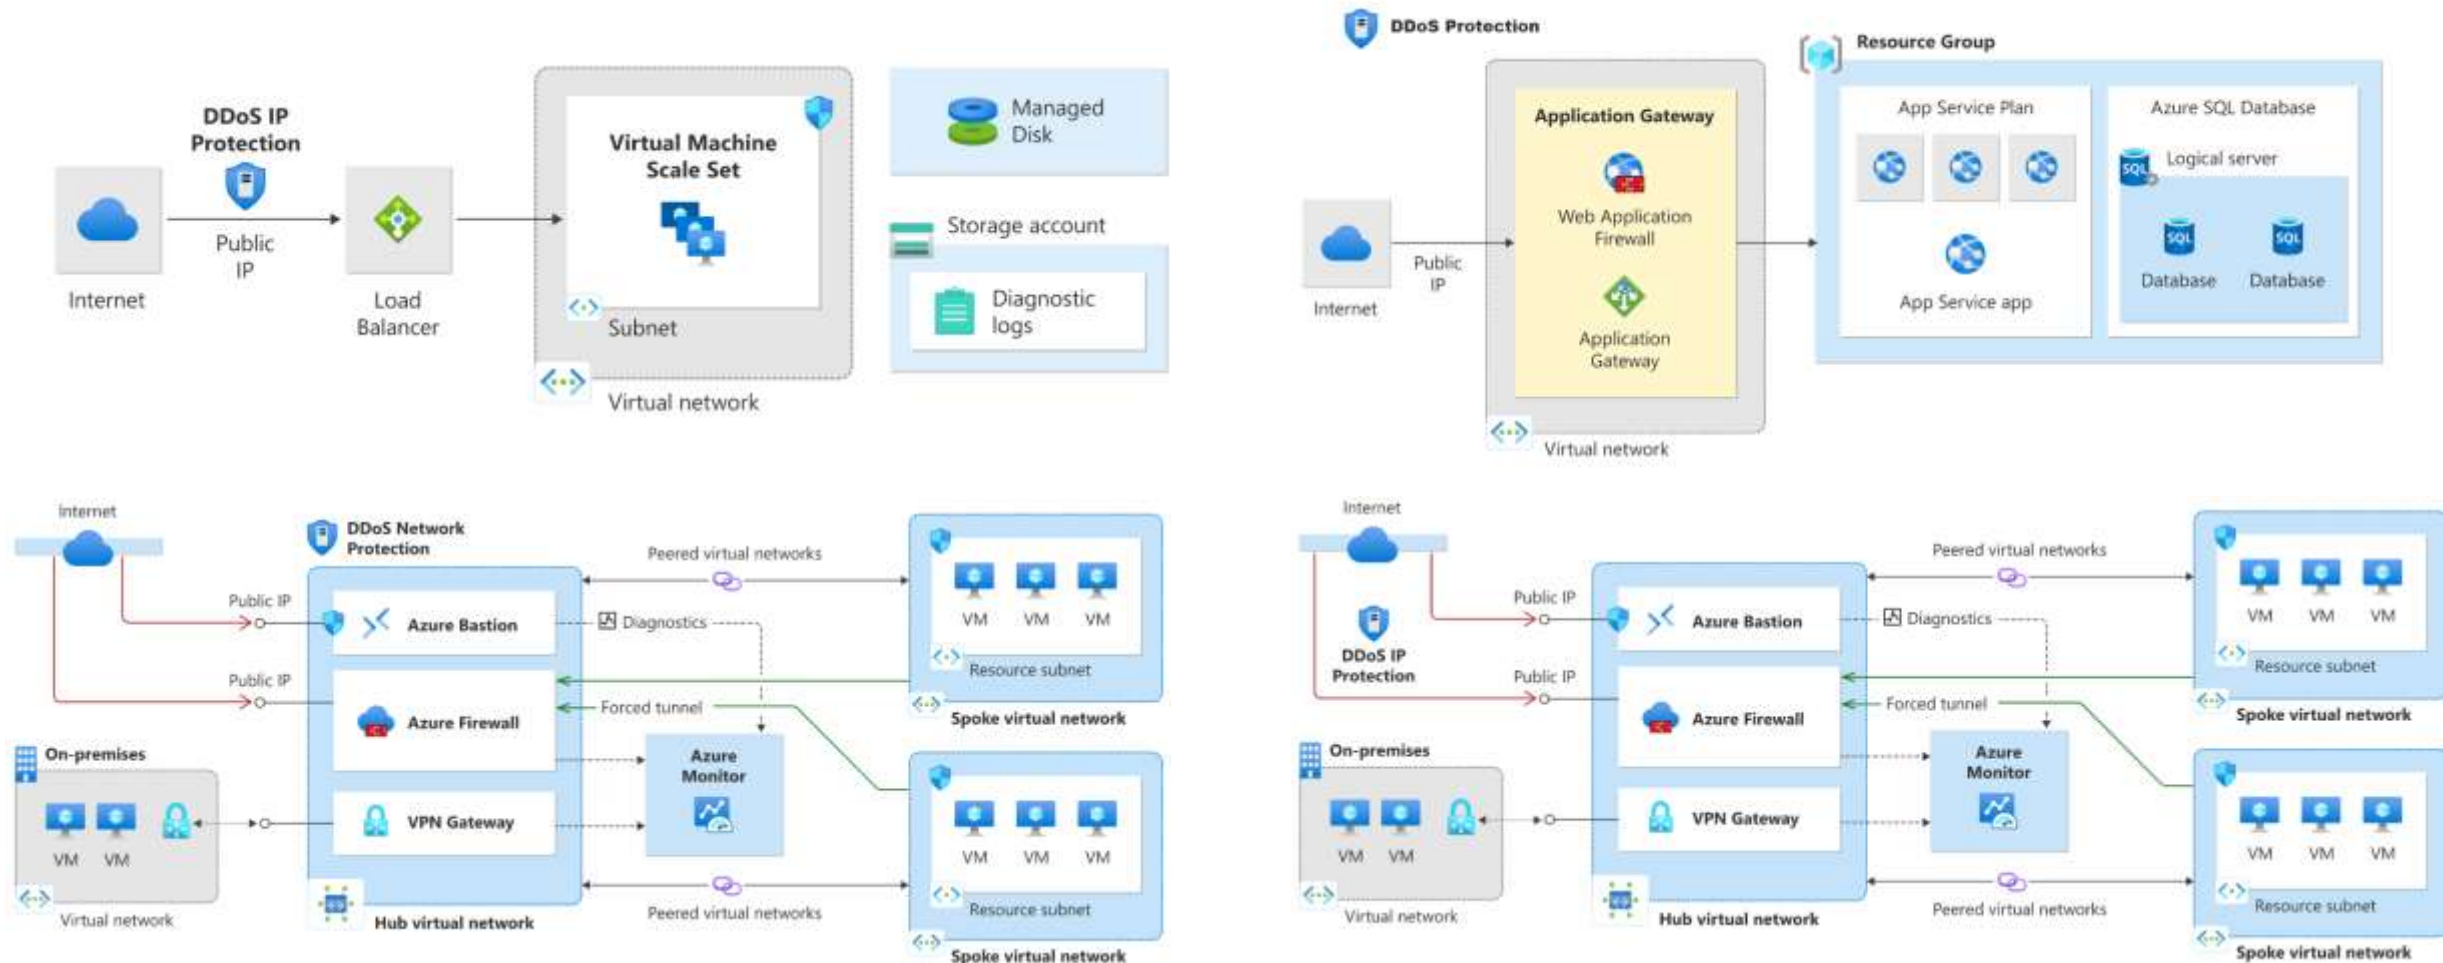 DDoS IP
Protection
Internet
Public
IP
Load
Balancer
Virtual Machine
Scale Set
Subnet
Virtual network
Managed
Disk
Storage account
Diagnostic
logs
DDoS Protection
Internet
Public
IP
Application Gateway
Web Application
Firewall
Application
Gateway
Virtual network
Resource Group
App Service Plan
App Service app
Azure SQL Database
SQL
Logical server
SQL
SQL
Database
Database
Internet
DDoS Network
Protection
Public IP
Azure Bastion
Public IP
Azure Firewall
On-premises
VM
VM
Virtual network
VPN Gateway
Hub virtual network
Peered virtual networks
Diagnostics
Forced tunnel
Azure
Monitor
Peered virtual networks
VM
VM
VM
Resource subnet
Spoke virtual network
VM
VM
VM
Resource subnet
Spoke virtual network
Internet
DDoS IP
Protection
Public IP
Azure Bastion
Public IP
Azure Firewall
On-premises
VM
VM
Virtual network
VPN Gateway
Hub virtual network
Peered virtual networks
Diagnostics
Forced tunnel
Azure
Monitor
Peered virtual networks
VM
VM
VM
Resource subnet
Spoke virtual network
VM
VM
VM
Resource subnet
Spoke virtual network